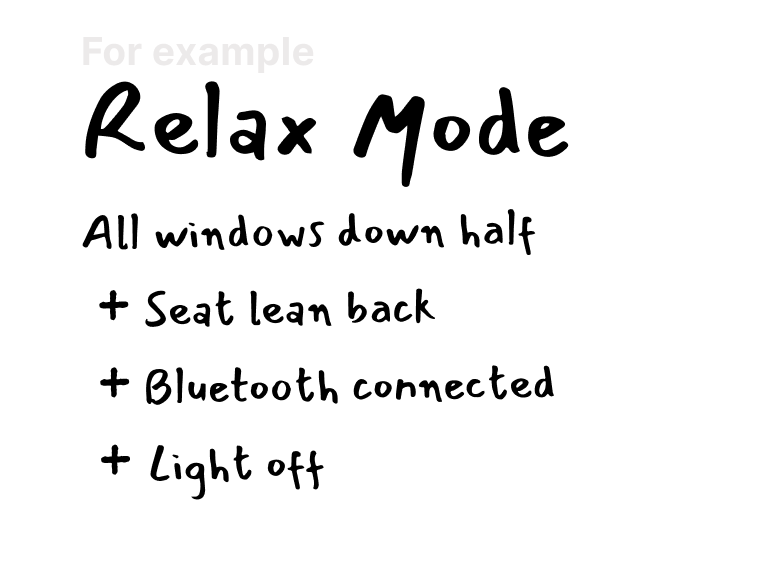 For example
Relax Mode
All windows down half
+ Seat lean back
+ Bluetooth connected
+ Light off